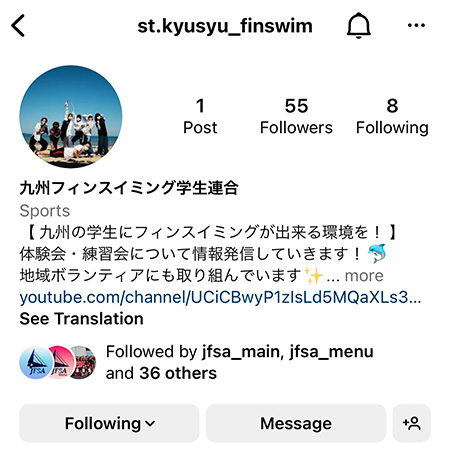 st.kyusyu_finswim
1 55 8
Post Followers Following
九州フィンスイミング学生連合
Sports
【 九州の学生にフィンスイミングが出来る環境を! 】
体験会・練習会について情報発信していきます!🐬
地域ボランティアにも取り組んでいます✨... more
youtube.com/channel/UCiCBwyP1zIsLd5MQaXLs3...
See Translation
JFSA JFSA
Followed by jfsa_main, jfsa_menu
and 36 others
Following Message